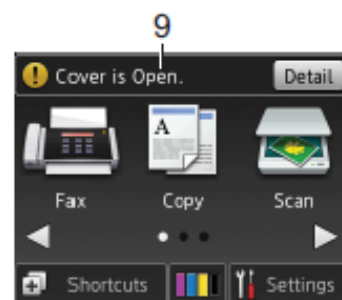 9
Cover is Open. Detail
A
Fax Copy Scan
Shortcuts Settings